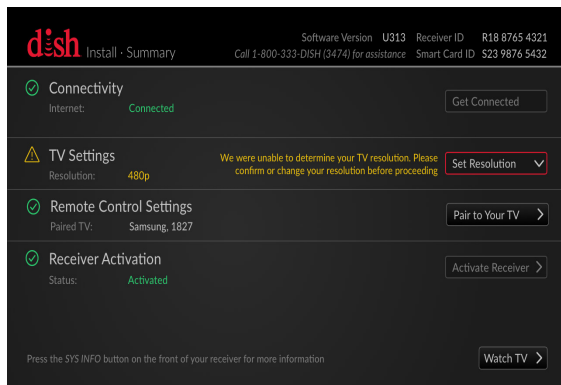 dish Install · Summary
Software Version U313 Receiver ID R18 8765 4321
Call 1-800-333-DISH (3474) for assistance Smart Card ID S23 9876 5432
Connectivity
Internet: Connected
Get Connected
TV Settings
Resolution: 480p
We were unable to determine your TV resolution. Please
confirm or change your resolution before proceeding
Set Resolution
Remote Control Settings
Paired TV: Samsung, 1827
Pair to Your TV
Receiver Activation
Status: Activated
Activate Receiver
Press the SYS INFO button on the front of your receiver for more information
Watch TV